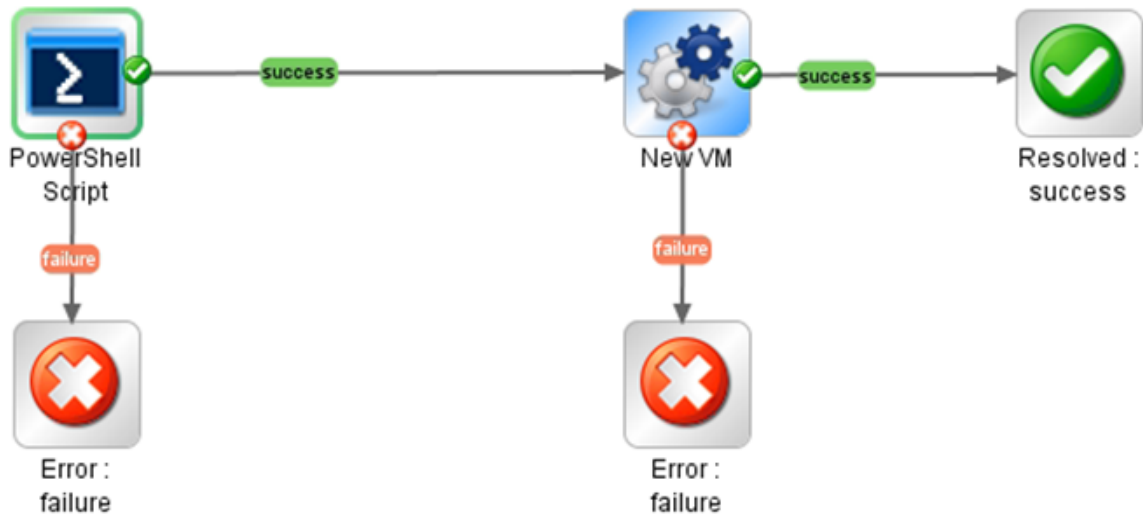 success
success
PowerShell
Script
New VM
Resolved :
success
failure
failure
Error :
failure
Error :
failure